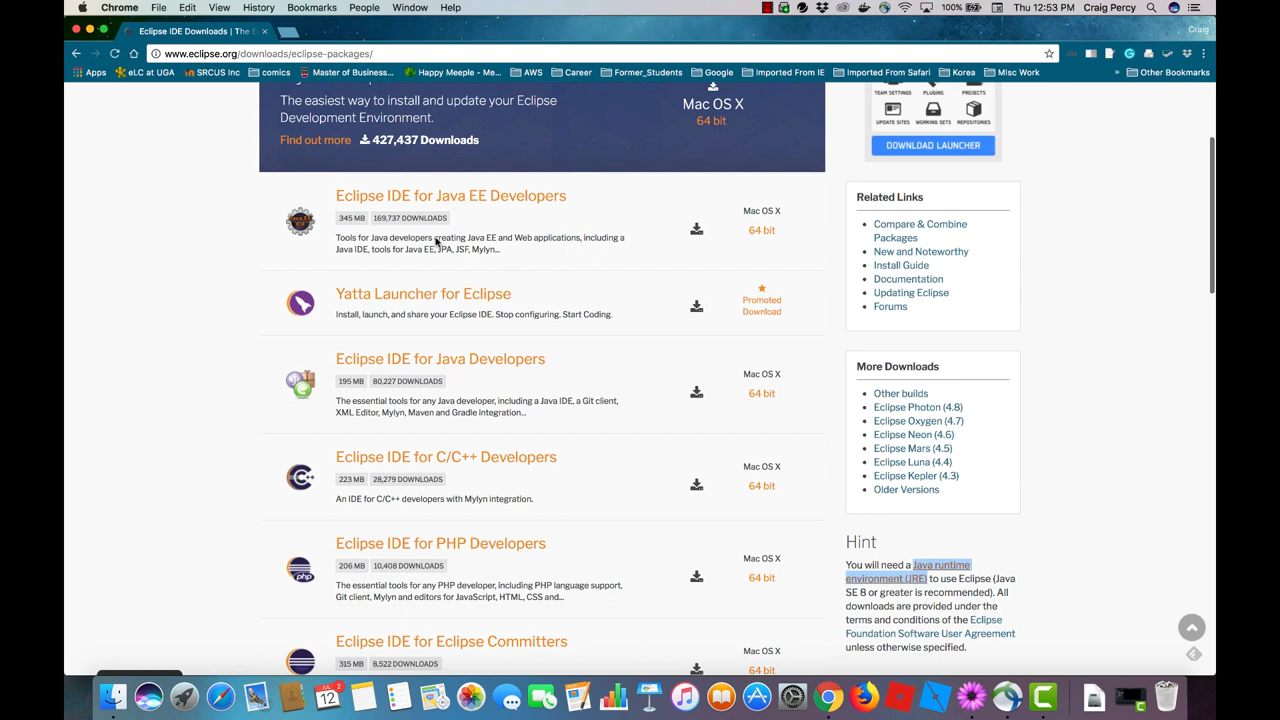 Chrome File Edit View History Bookmarks People Window Help
100% Thu 12:53 PM Craig Percy
Eclipse IDE Downloads | The E
Craig
www.eclipse.org/downloads/eclipse-packages/
Apps eLC at UGA SRCUS Inc comics Master of Business... Happy Meeple - Me... AWS Career Former_Students Google Imported From IE Imported From Safari Korea Misc Work » Other Bookmarks
The easiest way to install and update your Eclipse
Development Environment.
Find out more 427,437 Downloads
Mac OS X
64 bit
Eclipse IDE for Java EE Developers
345 MB 169,737 DOWNLOADS
Tools for Java developers creating Java EE and Web applications, including a
Java IDE, tools for Java EE, JPA, JSF, Mylyn...
Mac OS X
64 bit
Yatta Launcher for Eclipse
Install, launch, and share your Eclipse IDE. Stop configuring. Start Coding.
Promoted
Download
Eclipse IDE for Java Developers
195 MB 80,227 DOWNLOADS
The essential tools for any Java developer, including a Java IDE, a Git client,
XML Editor, Mylyn, Maven and Gradle integration...
Mac OS X
64 bit
Eclipse IDE for C/C++ Developers
223 MB 28,279 DOWNLOADS
An IDE for C/C++ developers with Mylyn integration.
Mac OS X
64 bit
Eclipse IDE for PHP Developers
206 MB 10,408 DOWNLOADS
The essential tools for any PHP developer, including PHP language support,
Git client, Mylyn and editors for JavaScript, HTML, CSS and...
Mac OS X
64 bit
Eclipse IDE for Eclipse Committers
315 MB 8,522 DOWNLOADS
Mac OS X
64 bit
TEAM SETTINGS PLUGINS PROJECTS
UPDATE SITES WORKING SETS REPOSITORIES
DOWNLOAD LAUNCHER
Related Links
Compare & Combine
Packages
New and Noteworthy
Install Guide
Documentation
Updating Eclipse
Forums
More Downloads
Other builds
Eclipse Photon (4.8)
Eclipse Oxygen (4.7)
Eclipse Neon (4.6)
Eclipse Mars (4.5)
Eclipse Luna (4.4)
Eclipse Kepler (4.3)
Older Versions
Hint
You will need a Java runtime
environment (JRE) to use Eclipse (Java
SE 8 or greater is recommended). All
downloads are provided under the
terms and conditions of the Eclipse
Foundation Software User Agreement
unless otherwise specified.
php
12
2